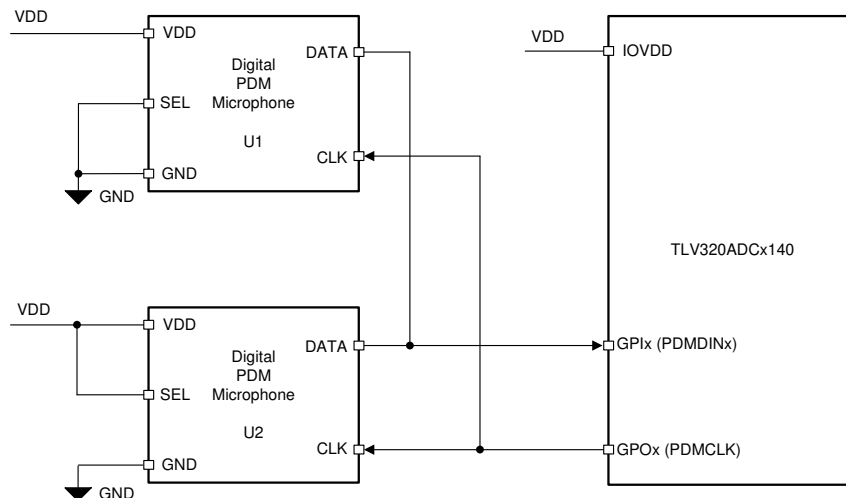 VDD
VDD
SEL
GND
GND
Digital
PDM
Microphone
U1
DATA
CLK
VDD
IOVDD
TLV320ADCx140
GPIx (PDMDINx)
GPOx (PDMCLK)
VDD
VDD
SEL
GND
GND
Digital
PDM
Microphone
U2
DATA
CLK